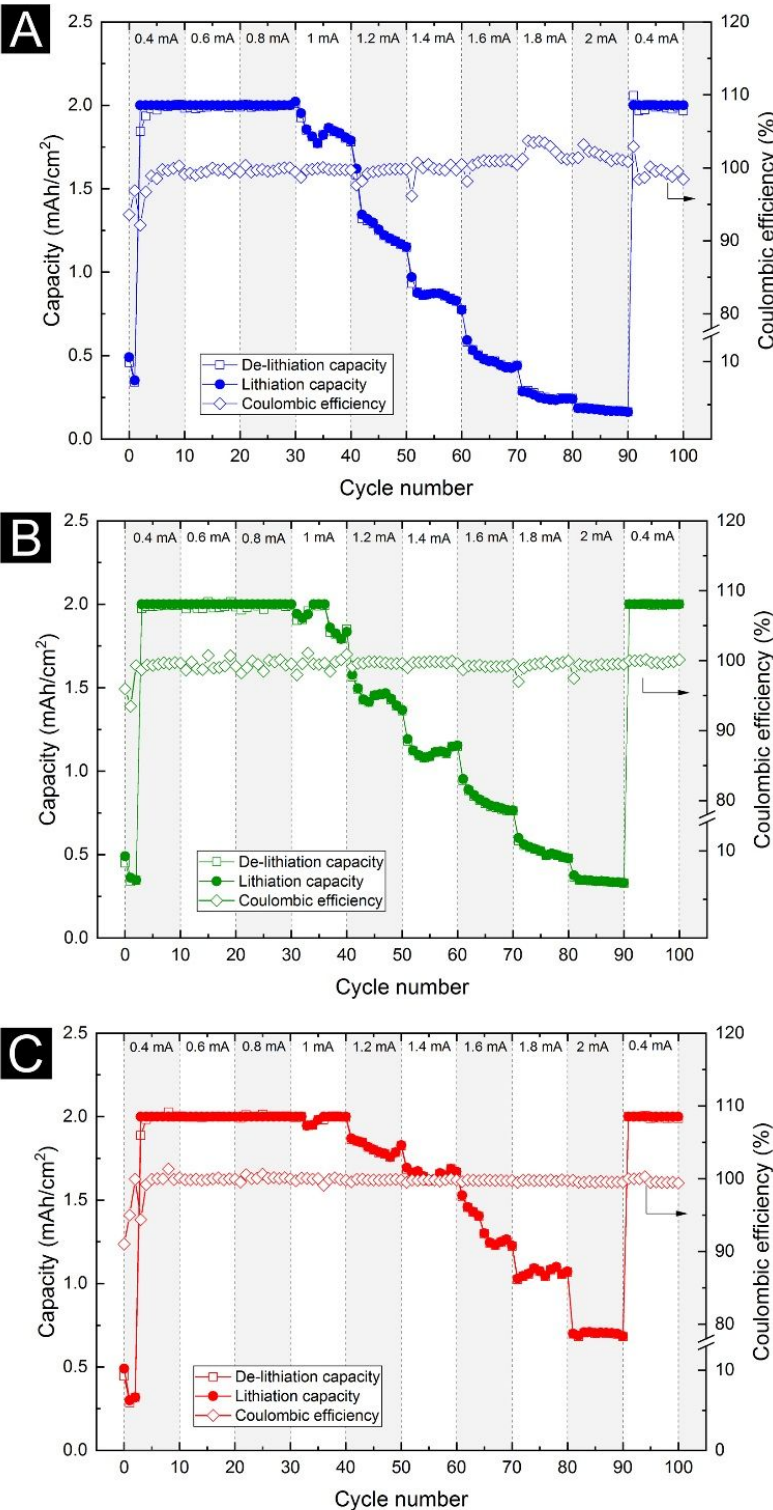 A
0.4 mA 0.6 mA 0.8 mA 1 mA 1.2 mA 1.4 mA 1.6 mA 1.8 mA 2 mA 0.4 mA
2.5
2.0
1.5
1.0
0.5
0.0
Capacity (mAh/cm²)
De-lithiation capacity
Lithiation capacity
Coulombic efficiency
120
110
100
90
80
10
Coulombic efficiency (%)
0 10 20 30 40 50 60 70 80 90 100
Cycle number
B
0.4 mA 0.6 mA 0.8 mA 1 mA 1.2 mA 1.4 mA 1.6 mA 1.8 mA 2 mA 0.4 mA
2.5
2.0
1.5
1.0
0.5
0.0
Capacity (mAh/cm²)
De-lithiation capacity
Lithiation capacity
Coulombic efficiency
120
110
100
90
80
10
Coulombic efficiency (%)
0 10 20 30 40 50 60 70 80 90 100
Cycle number
C
0.4 mA 0.6 mA 0.8 mA 1 mA 1.2 mA 1.4 mA 1.6 mA 1.8 mA 2 mA 0.4 mA
2.5
2.0
1.5
1.0
0.5
0.0
Capacity (mAh/cm²)
De-lithiation capacity
Lithiation capacity
Coulombic efficiency
120
110
100
90
80
10
0
Coulombic efficiency (%)
0 10 20 30 40 50 60 70 80 90 100
Cycle number